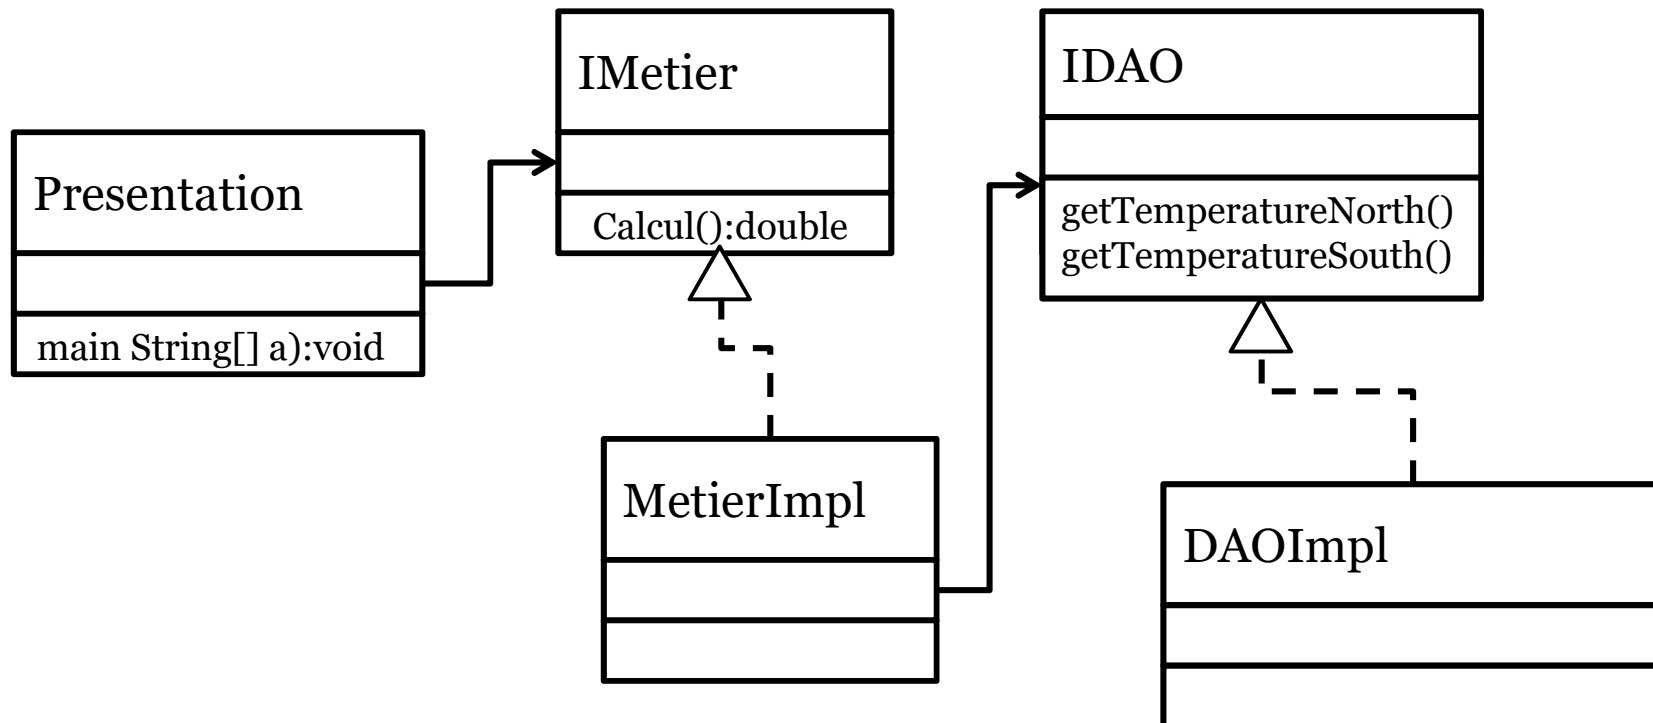 Presentation
main String[] a):void
IMetier
Calcul():double
IDAO
getTemperatureNorth()
getTemperatureSouth()
MetierImpl
DAOImpl